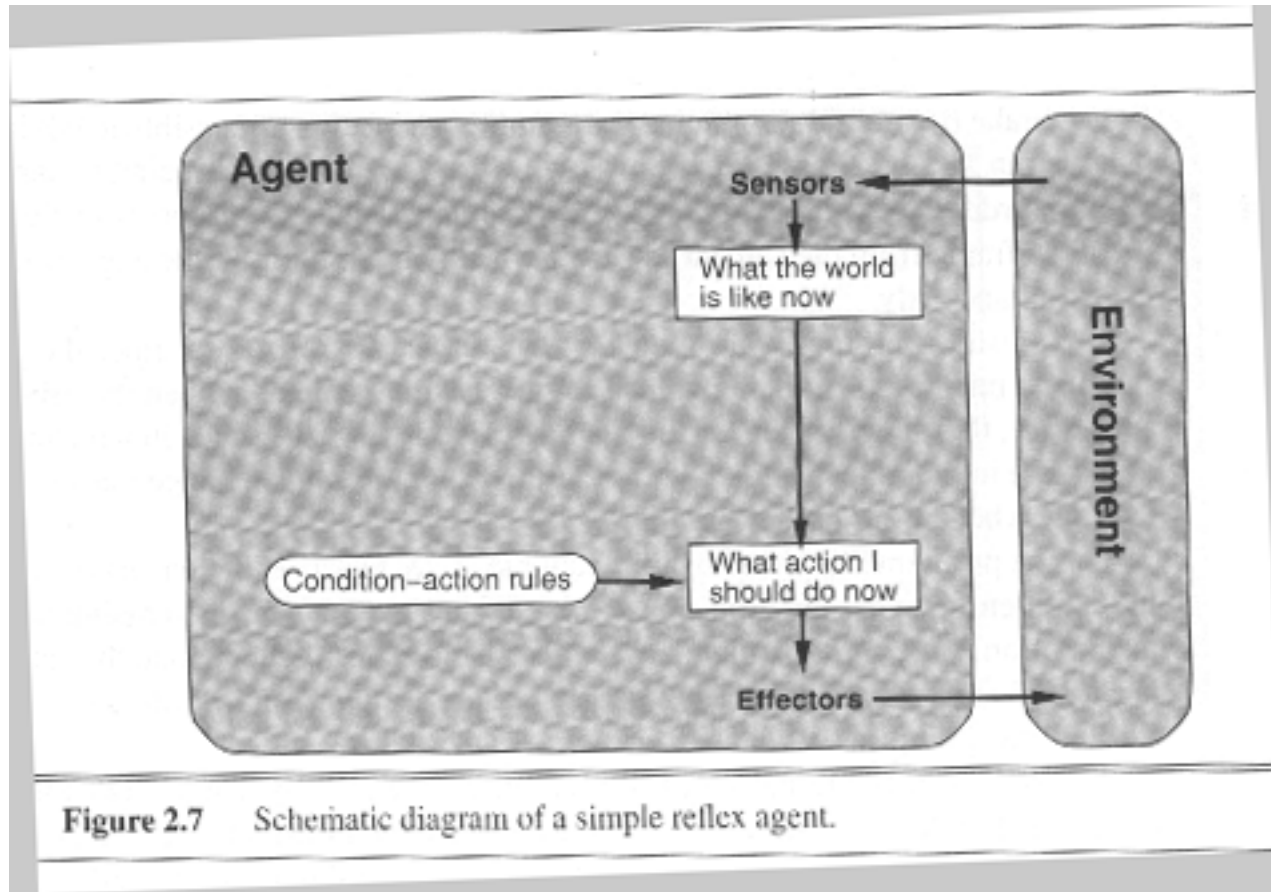 Agent
Sensors
What the world
is like now
Environment
Condition–action rules
What action I
should do now
Effectors
Figure 2.7 Schematic diagram of a simple reflex agent.